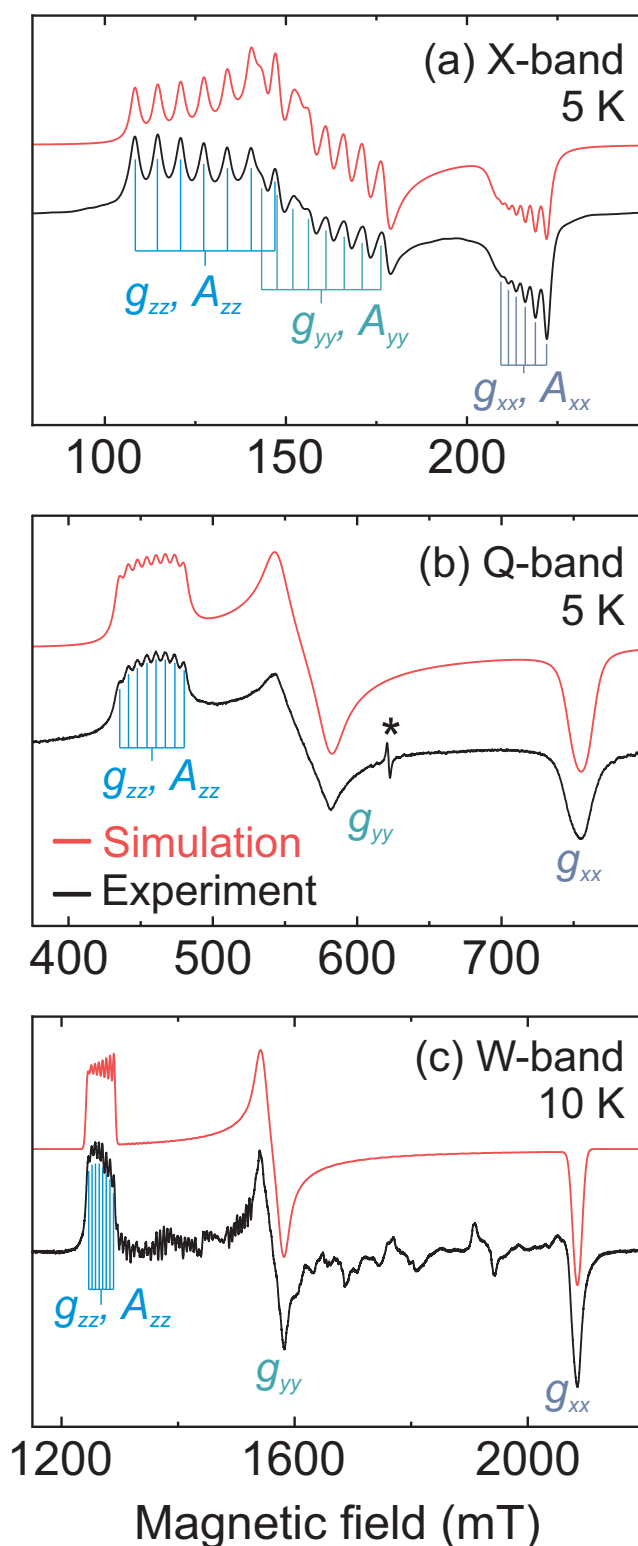 (a) X-band
5 K
g_zz, A_zz
g_yy, A_yy
g_xx, A_xx
100 150 200
(b) Q-band
5 K
*
g_zz, A_zz
g_yy
g_xx
Simulation
Experiment
400 500 600 700
(c) W-band
10 K
g_zz, A_zz
g_yy
g_xx
1200 1600 2000
Magnetic field (mT)